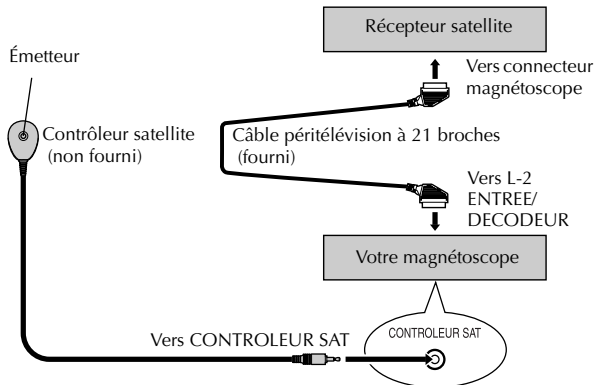 Récepteur satellite
Émetteur
Vers connecteur
magnétoscope
Contrôleur satellite
(non fourni)
Câble péritélévision à 21 broches
(fourni)
Vers L-2
ENTREE/
DECODEUR
Votre magnétoscope
Vers CONTROLEUR SAT
CONTROLEUR SAT